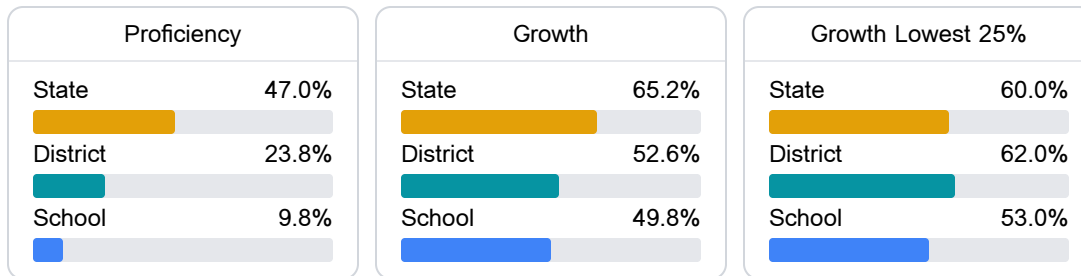 Proficiency
State 47.0%
District 23.8%
School 9.8%
Growth
State 65.2%
District 52.6%
School 49.8%
Growth Lowest 25%
State 60.0%
District 62.0%
School 53.0%